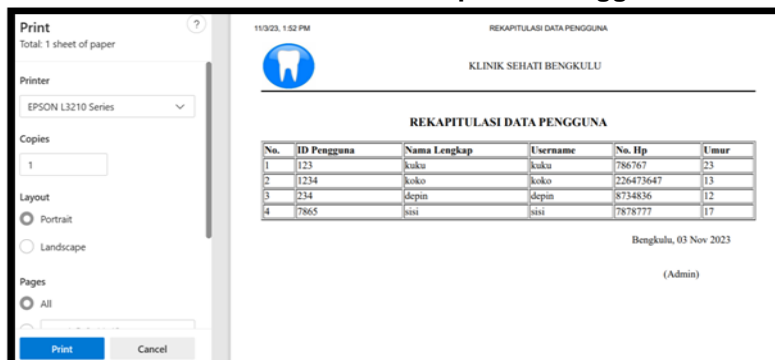 Print
?
Total: 1 sheet of paper
Printer
EPSON L3210 Series
Copies
1
Layout
Portrait
Landscape
Pages
All
Print
Cancel
11/3/23, 1:52 PM
REKAPITULASI DATA PENGGUNA
KLINIK SEHATI BENGKULU
REKAPITULASI DATA PENGGUNA
No. ID Pengguna Nama Lengkap Username No. Hp Umur
1 123 kuku kuku 786767 23
2 1234 koko koko 226473647 13
3 234 depin depin 8734836 12
4 7865 sisi sisi 7878777 17
Bengkulu, 03 Nov 2023
(Admin)